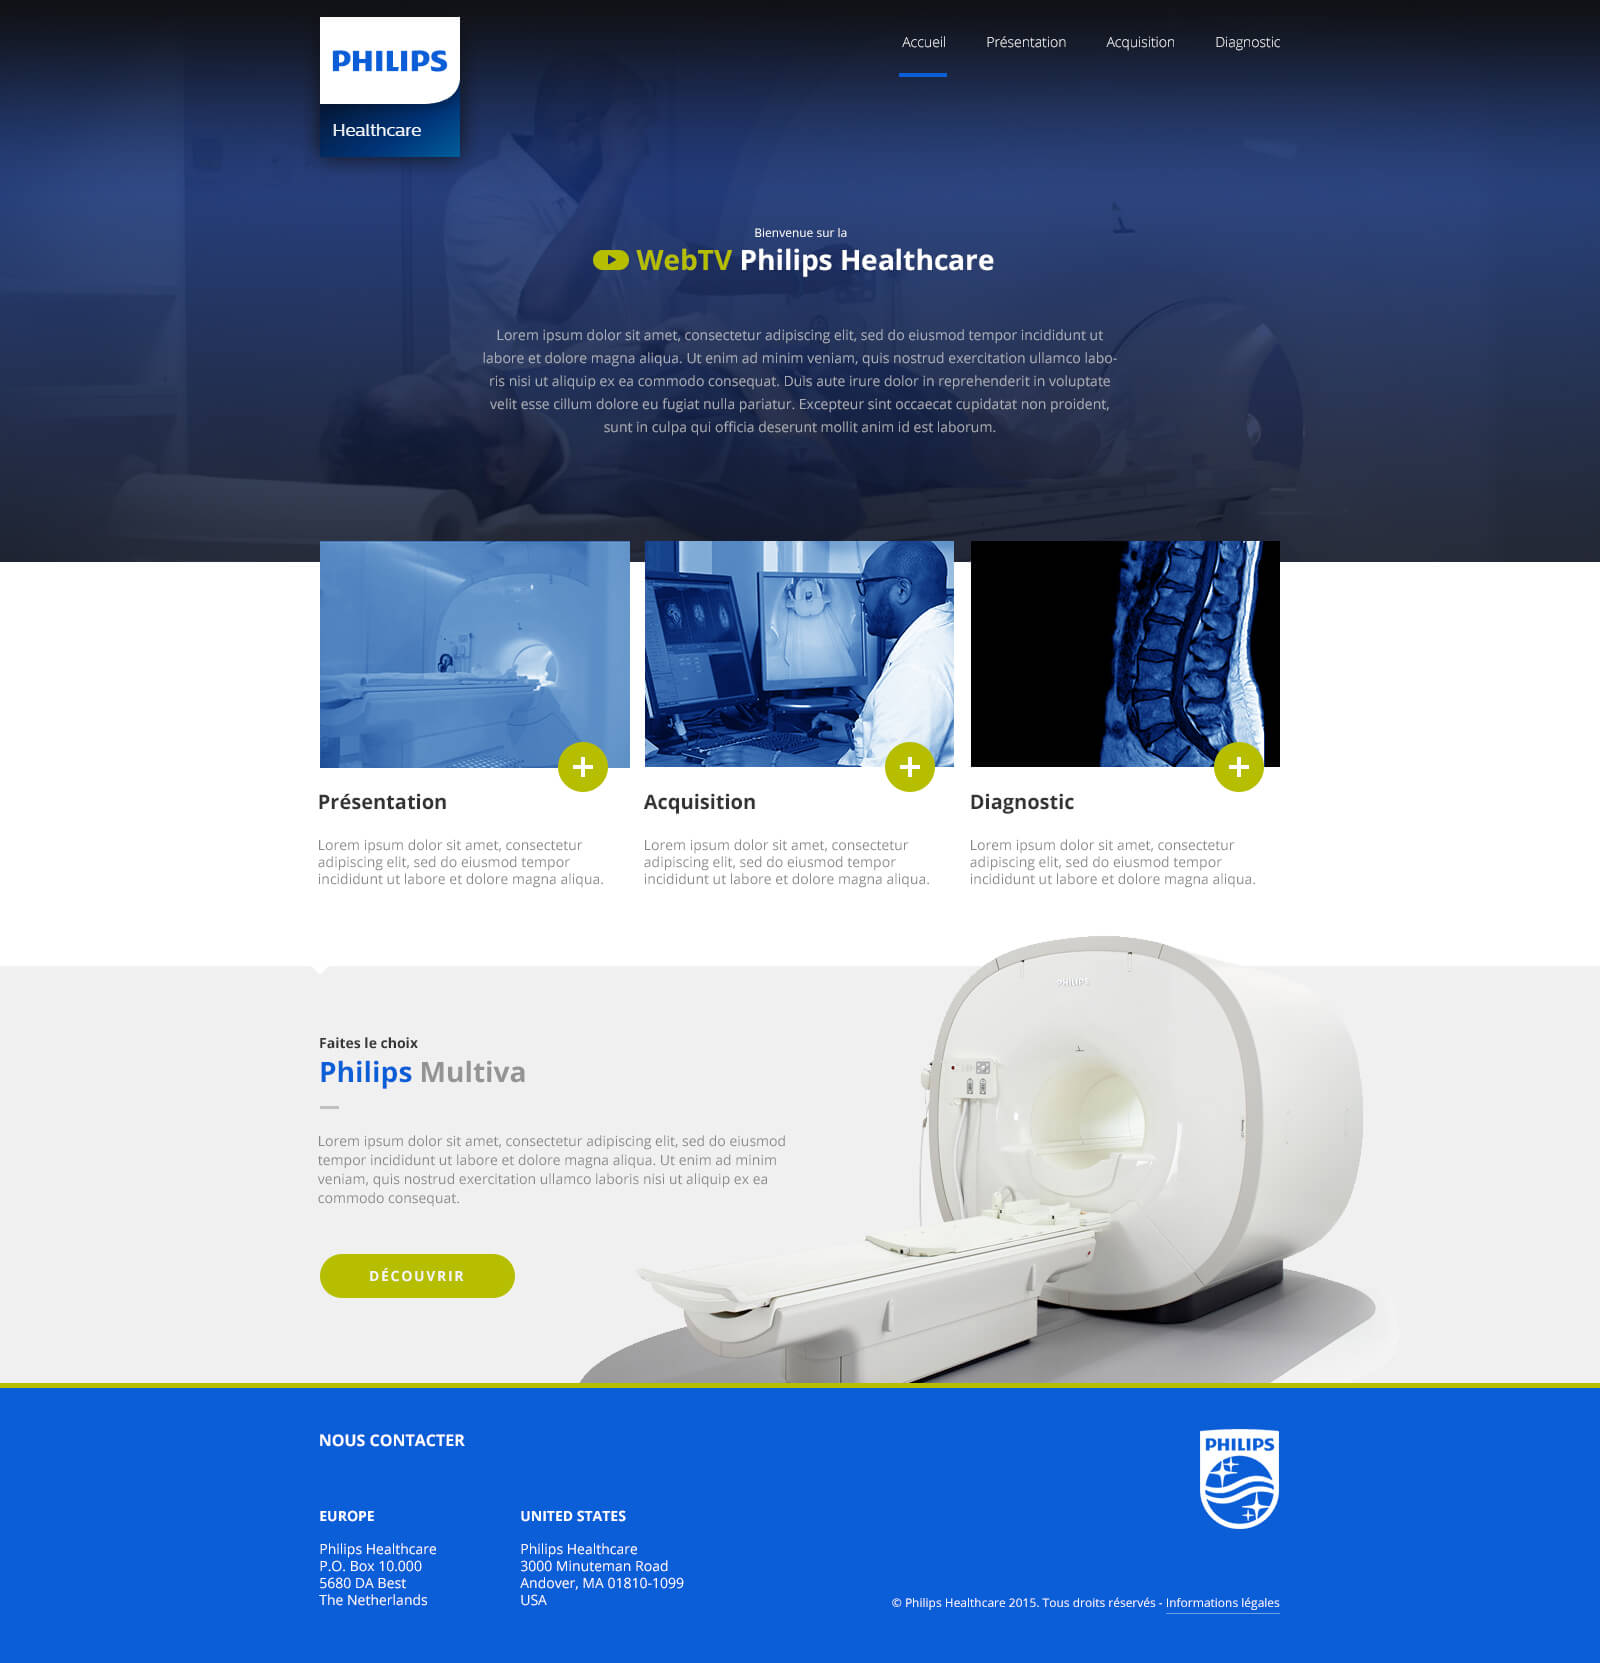 PHILIPS
Healthcare
Accueil Présentation Acquisition Diagnostic
Bienvenue sur la
WebTV Philips Healthcare
Lorem ipsum dolor sit amet, consectetur adipiscing elit, sed do eiusmod tempor incididunt ut
labore et dolore magna aliqua. Ut enim ad minim veniam, quis nostrud exercitation ullamco labo-
ris nisi ut aliquip ex ea commodo consequat. Duis aute irure dolor in reprehenderit in voluptate
velit esse cillum dolore eu fugiat nulla pariatur. Excepteur sint occaecat cupidatat non proident,
sunt in culpa qui officia deserunt mollit anim id est laborum.
Présentation
Lorem ipsum dolor sit amet, consectetur
adipiscing elit, sed do eiusmod tempor
incididunt ut labore et dolore magna aliqua.
Acquisition
Lorem ipsum dolor sit amet, consectetur
adipiscing elit, sed do eiusmod tempor
incididunt ut labore et dolore magna aliqua.
Diagnostic
Lorem ipsum dolor sit amet, consectetur
adipiscing elit, sed do eiusmod tempor
incididunt ut labore et dolore magna aliqua.
PHILIPS
Faites le choix
Philips Multiva
Lorem ipsum dolor sit amet, consectetur adipiscing elit, sed do eiusmod
tempor incididunt ut labore et dolore magna aliqua. Ut enim ad minim
veniam, quis nostrud exercitation ullamco laboris nisi ut aliquip ex ea
commodo consequat.
DÉCOUVRIR
NOUS CONTACTER
EUROPE
Philips Healthcare
P.O. Box 10.000
5680 DA Best
The Netherlands
UNITED STATES
Philips Healthcare
3000 Minuteman Road
Andover, MA 01810-1099
USA
PHILIPS
© Philips Healthcare 2015. Tous droits réservés - Informations légales